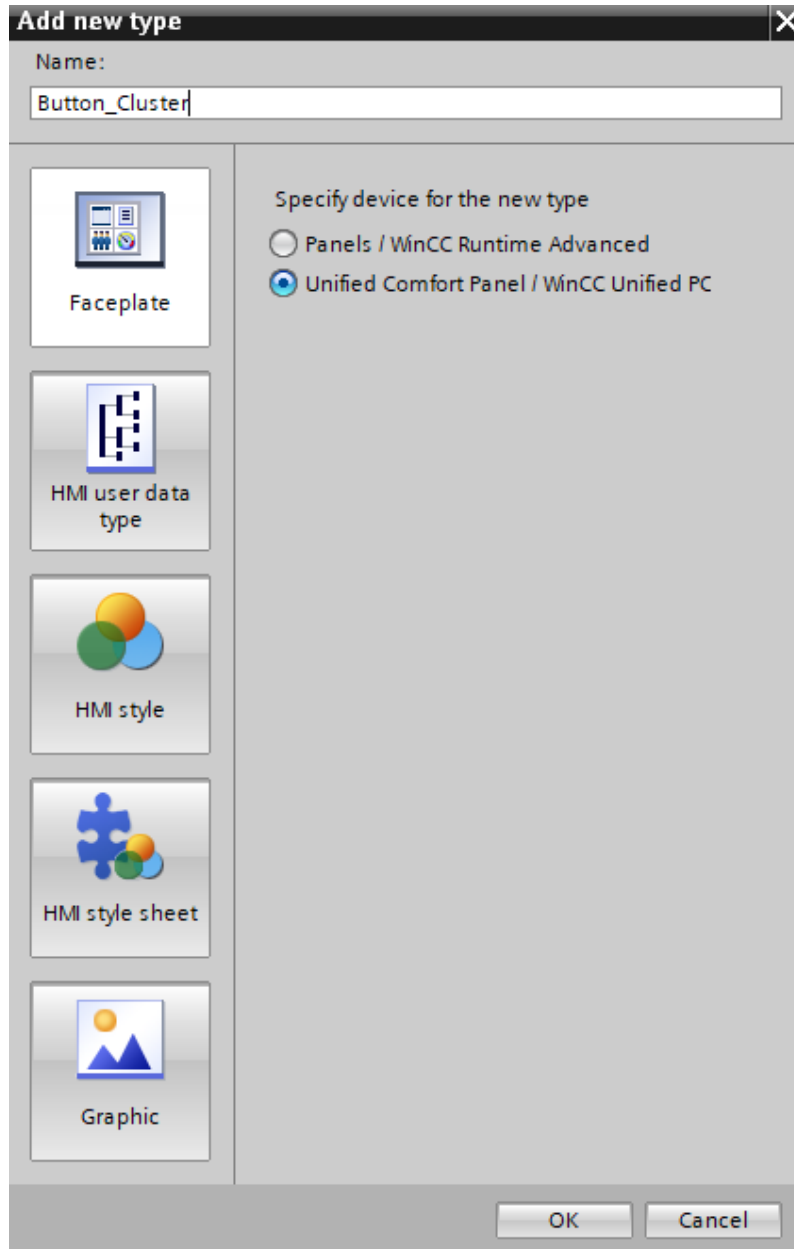 Add new type
Name:
Button_Cluster
Faceplate
Specify device for the new type
Panels / WinCC Runtime Advanced
Unified Comfort Panel / WinCC Unified PC
HMI user data
type
HMI style
HMI style sheet
Graphic
OK
Cancel